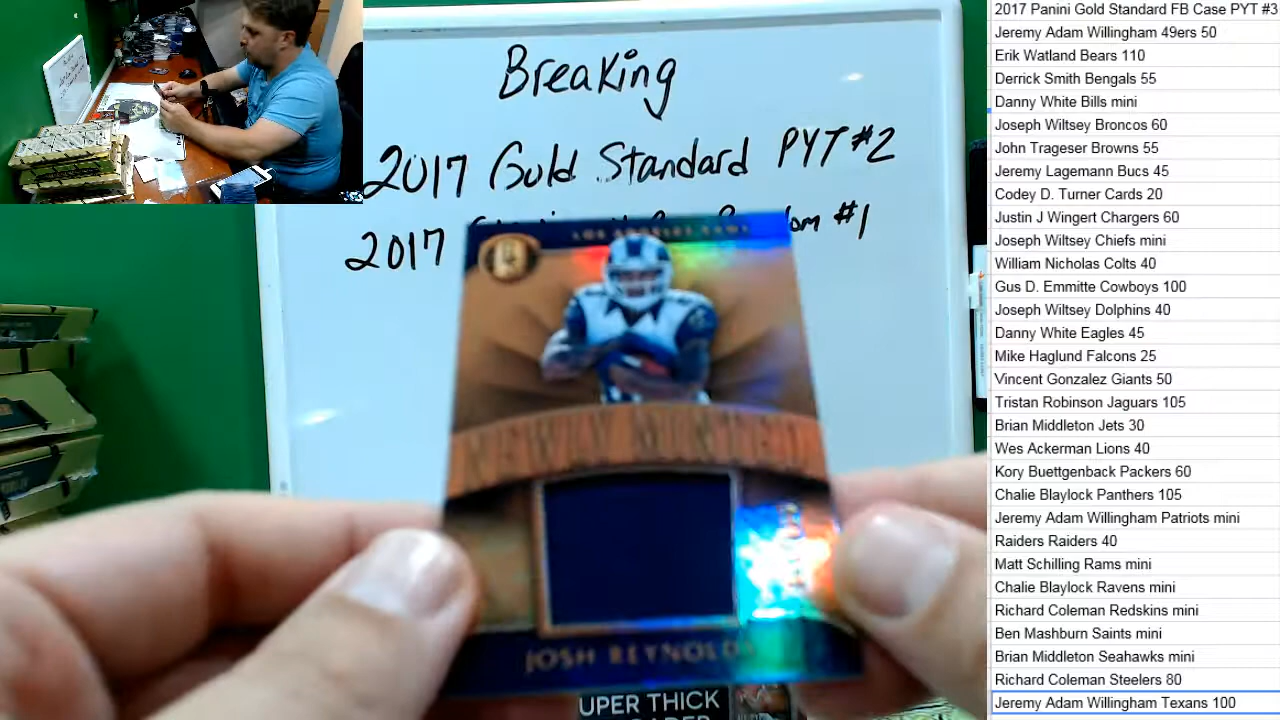 Breaking
2017 Gold Standard PYT #2
2017 #1
LOS ANGELES RAMS
JOSH REYNOLDS
UPER THICK
2017 Panini Gold Standard FB Case PYT #3
Jeremy Adam Willingham 49ers 50
Erik Watland Bears 110
Derrick Smith Bengals 55
Danny White Bills mini
Joseph Wiltsey Broncos 60
John Trageser Browns 55
Jeremy Lagemann Bucs 45
Codey D. Turner Cards 20
Justin J Wingert Chargers 60
Joseph Wiltsey Chiefs mini
William Nicholas Colts 40
Gus D. Emmitte Cowboys 100
Joseph Wiltsey Dolphins 40
Danny White Eagles 45
Mike Haglund Falcons 25
Vincent Gonzalez Giants 50
Tristan Robinson Jaguars 105
Brian Middleton Jets 30
Wes Ackerman Lions 40
Kory Buettgenback Packers 60
Chalie Blaylock Panthers 105
Jeremy Adam Willingham Patriots mini
Raiders Raiders 40
Matt Schilling Rams mini
Chalie Blaylock Ravens mini
Richard Coleman Redskins mini
Ben Mashburn Saints mini
Brian Middleton Seahawks mini
Richard Coleman Steelers 80
Jeremy Adam Willingham Texans 100